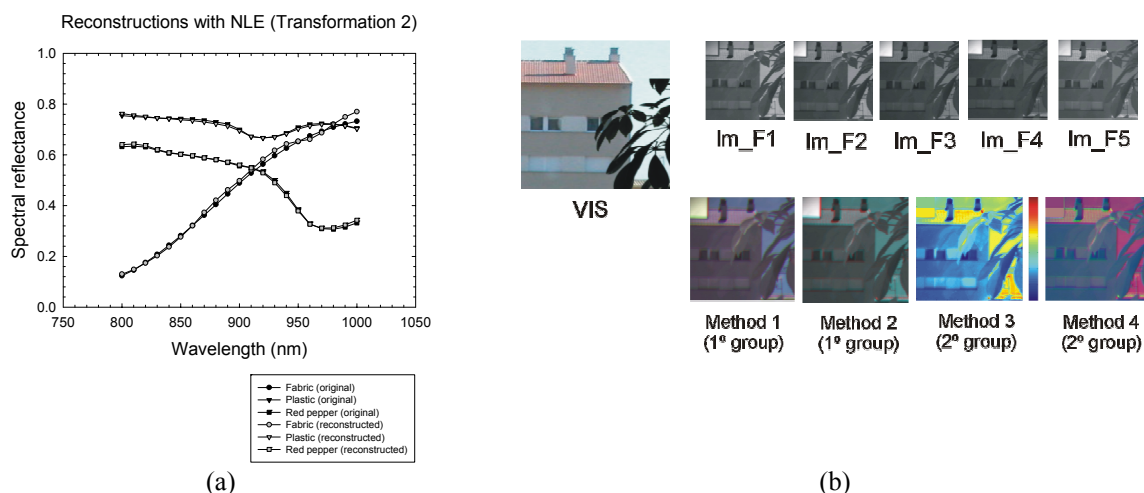 Reconstructions with NLE (Transformation 2)
1.0
0.8
0.6
0.4
0.2
0.0
Spectral reflectance
750 800 850 900 950 1000 1050
Wavelength (nm)
Fabric (original)
Plastic (original)
Red pepper (original)
Fabric (reconstructed)
Plastic (reconstructed)
Red pepper (reconstructed)
(a)
VIS
Im_F1 Im_F2 Im_F3 Im_F4 Im_F5
Method 1 Method 2 Method 3 Method 4
(1º group) (1º group) (2º group) (2º group)
(b)